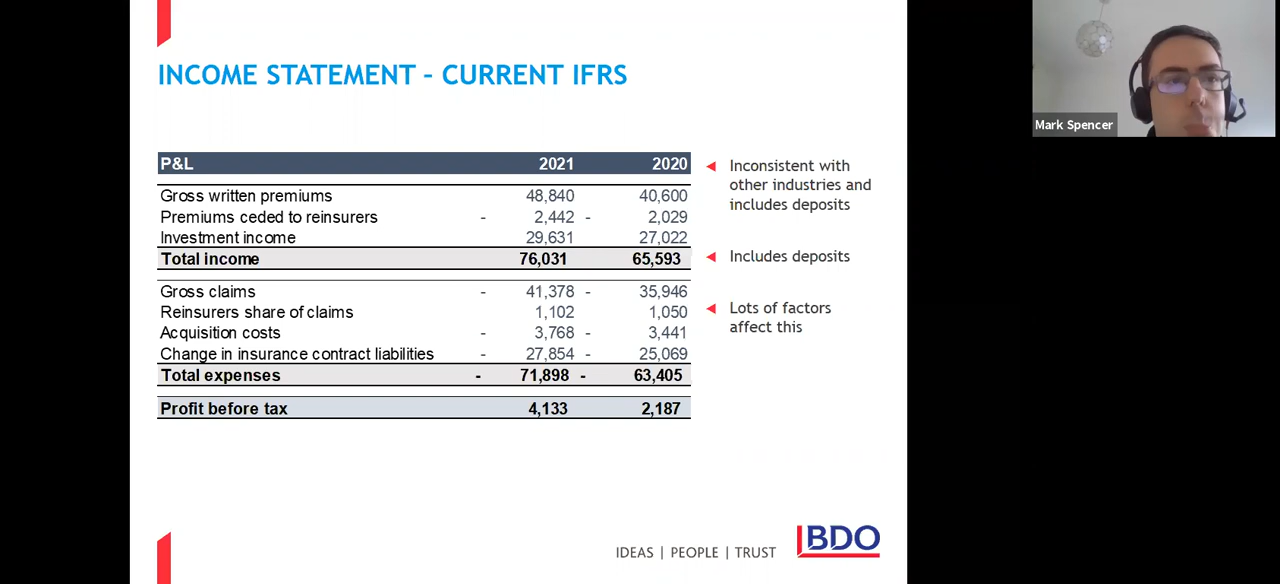 INCOME STATEMENT – CURRENT IFRS
Mark Spencer
P&L 2021 2020
Gross written premiums 48,840 40,600
Premiums ceded to reinsurers - 2,442 - 2,029
Investment income 29,631 27,022
Total income 76,031 65,593
Gross claims - 41,378 - 35,946
Reinsurers share of claims 1,102 1,050
Acquisition costs - 3,768 - 3,441
Change in insurance contract liabilities - 27,854 - 25,069
Total expenses - 71,898 - 63,405
Profit before tax 4,133 2,187
Inconsistent with
other industries and
includes deposits
Includes deposits
Lots of factors
affect this
IDEAS | PEOPLE | TRUST
BDO